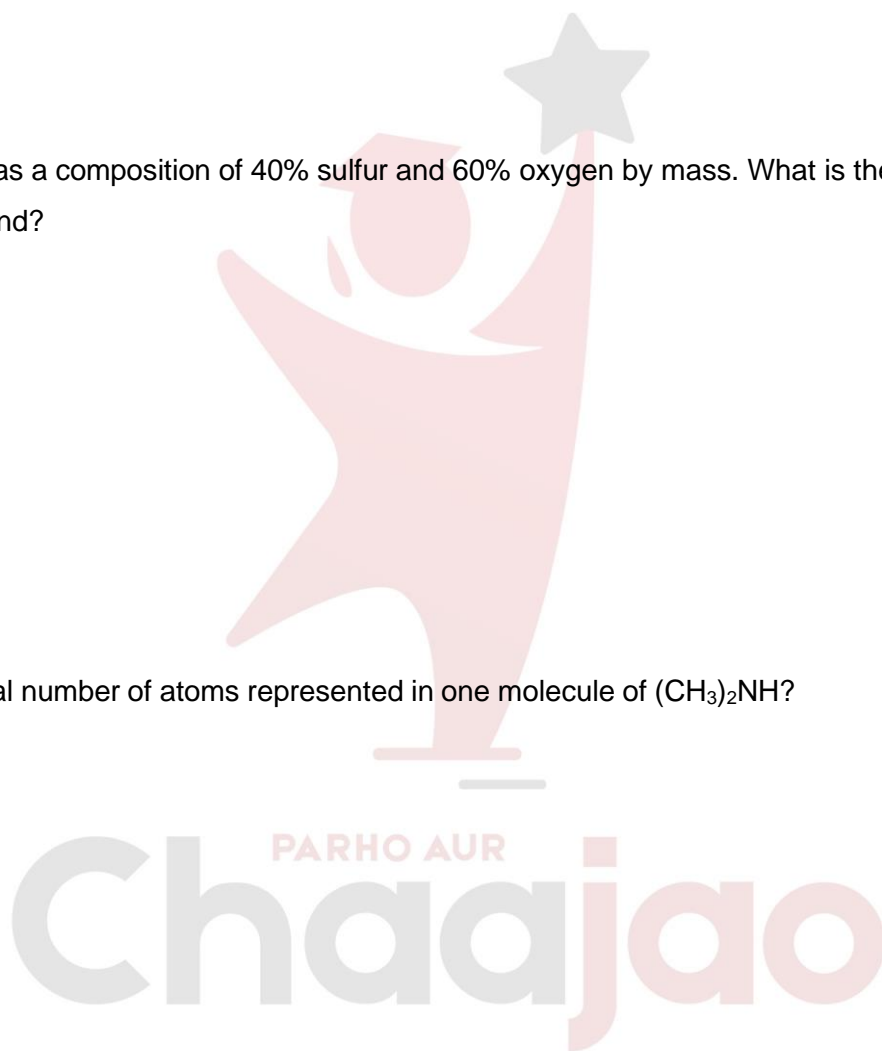 as a composition of 40% sulfur and 60% oxygen by mass. What is the
nd?
al number of atoms represented in one molecule of (CH₃)₂NH?
PARHO AUR
Chaajao